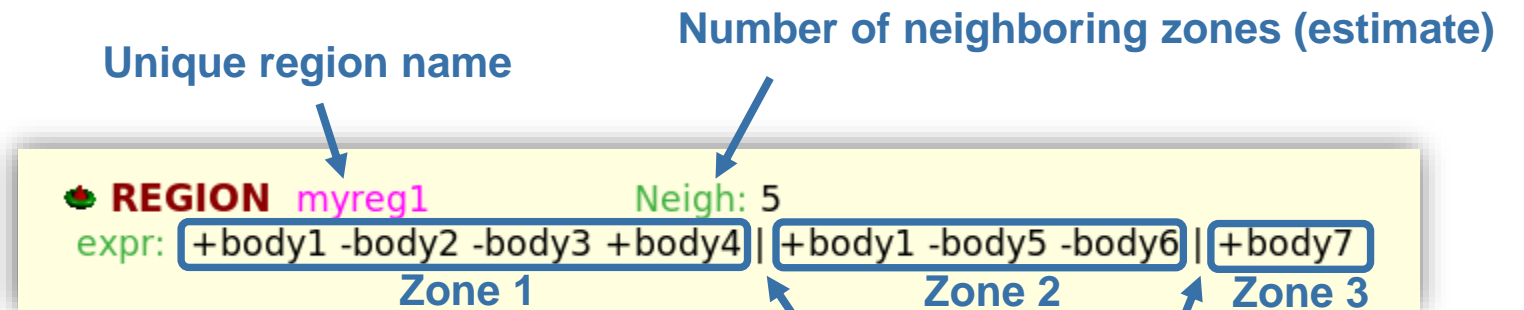 Number of neighboring zones (estimate)
Unique region name
REGION myreg1 Neigh: 5
expr: +body1 -body2 -body3 +body4 | +body1 -body5 -body6 | +body7
Zone 1 Zone 2 Zone 3